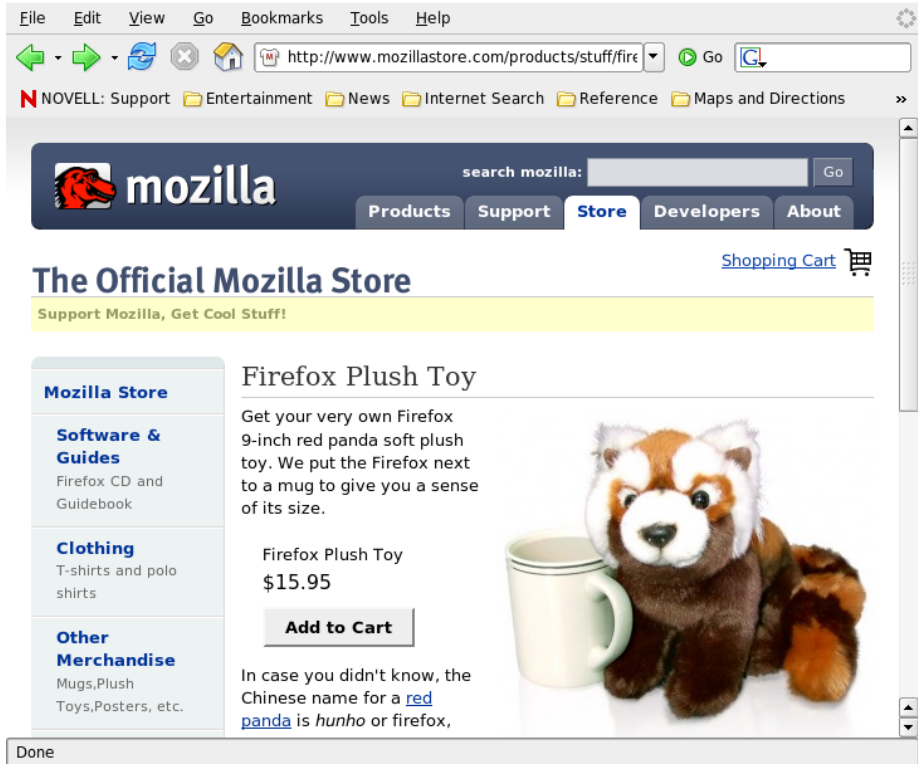 File Edit View Go Bookmarks Tools Help
http://www.mozillastore.com/products/stuff/fire Go G
N NOVELL: Support Entertainment News Internet Search Reference Maps and Directions »
mozilla
search mozilla: Go
Products Support Store Developers About
Shopping Cart
The Official Mozilla Store
Support Mozilla, Get Cool Stuff!
Mozilla Store
Software &
Guides
Firefox CD and
Guidebook
Clothing
T-shirts and polo
shirts
Other
Merchandise
Mugs,Plush
Toys,Posters, etc.
Firefox Plush Toy
Get your very own Firefox
9-inch red panda soft plush
toy. We put the Firefox next
to a mug to give you a sense
of its size.
Firefox Plush Toy
$15.95
Add to Cart
In case you didn't know, the
Chinese name for a red
panda is hunho or firefox,
Done